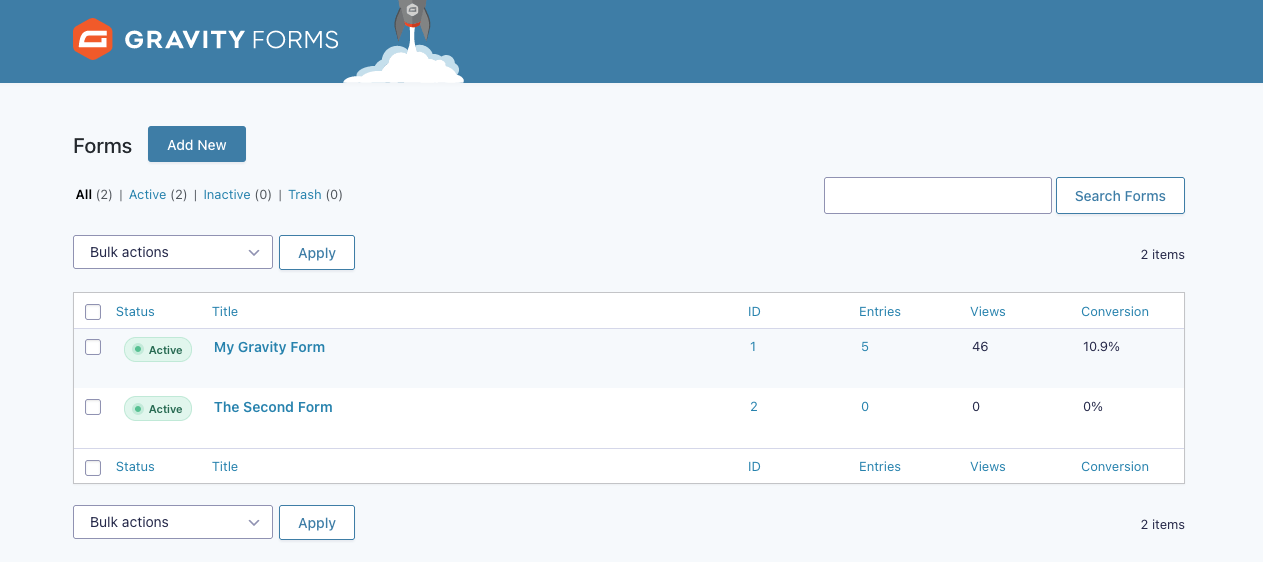 GRAVITY FORMS
Forms Add New
All (2) | Active (2) | Inactive (0) | Trash (0)
Search Forms
Bulk actions Apply
2 items
Status Title ID Entries Views Conversion
Active My Gravity Form 1 5 46 10.9%
Active The Second Form 2 0 0 0%
Status Title ID Entries Views Conversion
Bulk actions Apply
2 items